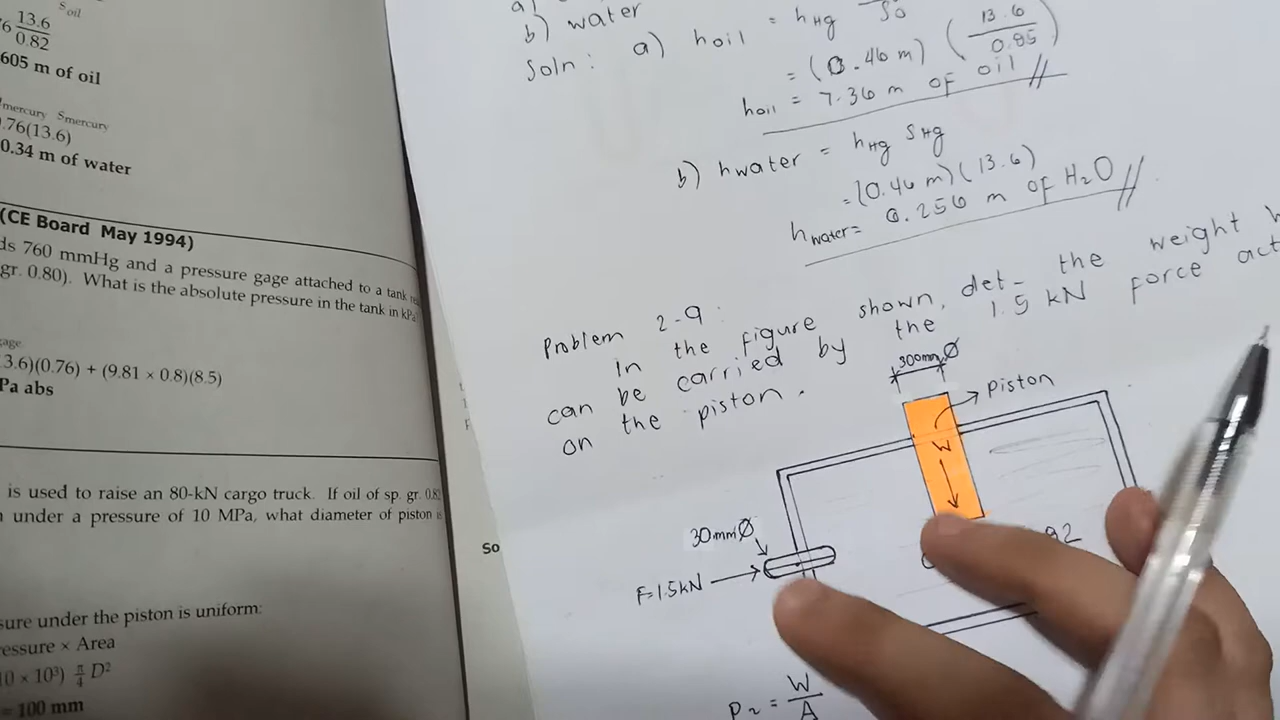 Soil
13.6
0.82
605 m of oil
mercury Smercury
.76(13.6)
0.34 m of water
(CE Board May 1994)
ds 760 mmHg and a pressure gage attached to a tank
gr. 0.80). What is the absolute pressure in the tank in kPa
gage
3.6)(0.76) + (9.81 × 0.8)(8.5)
Pa abs
is used to raise an 80-kN cargo truck. If oil of sp. gr. 0.82
under a pressure of 10 MPa, what diameter of piston is
sure under the piston is uniform:
essure × Area
10 × 10³) π/4 D²
= 100 mm
So
a)
b) water
Soln: a) hoil = hHg
So
= (0.46 m) (13.6/0.85)
hoil = 7.36 m of oil //
b) hwater = hHg SHg
= (0.46 m)(13.6)
hwater = 0.256 m of H2O //
Problem 2-9:
In the figure shown, det- the weight W
can be carried by the 1.5 kN force act
on the piston.
300mmØ
piston
W
30mmØ
F=1.5kN
92
P2 = W/A